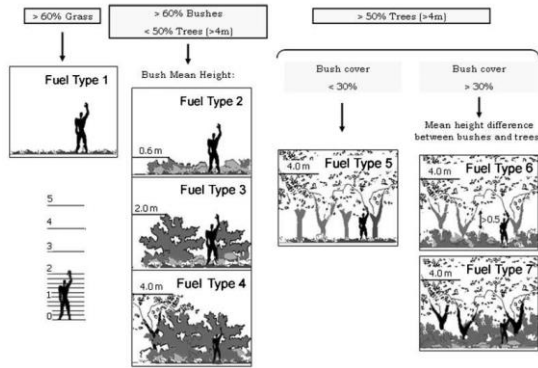 > 60% Grass
> 60% Bushes
< 50% Trees (>4m)
> 50% Trees (>4m)
Bush Mean Height:
Bush cover
< 30%
Bush cover
> 30%
Mean height difference
between bushes and trees
Fuel Type 1
Fuel Type 2
0.6 m
Fuel Type 3
2.0 m
Fuel Type 4
4.0 m
Fuel Type 5
4.0 m
Fuel Type 6
4.0 m
>0.5
Fuel Type 7
4.0 m
5
4
3
2
1
0